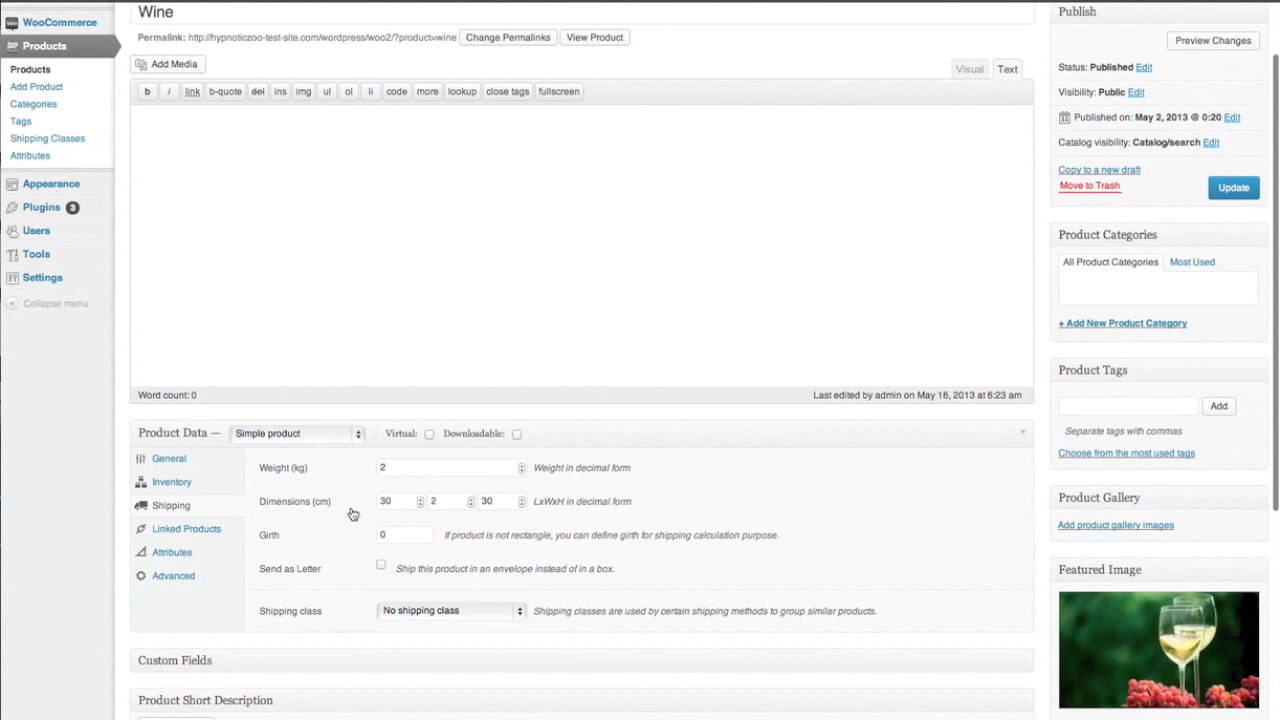 WooCommerce
Products
Products
Add Product
Categories
Tags
Shipping Classes
Attributes
Appearance
Plugins 3
Users
Tools
Settings
Collapse menu
Wine
Permalink: http://hypnoticzoo-test-site.com/wordpress/woo2/?product=wine Change Permalinks View Product
Add Media
Visual Text
b i link b-quote del ins img ul ol li code more lookup close tags fullscreen
Word count: 0 Last edited by admin on May 16, 2013 at 6:23 am
Product Data — Simple product Virtual: Downloadable:
General
Inventory
Shipping
Linked Products
Attributes
Advanced
Weight (kg) 2 Weight in decimal form
Dimensions (cm) 30 2 30 LxWxH in decimal form
Girth 0 If product is not rectangle, you can define girth for shipping calculation purpose.
Send as Letter Ship this product in an envelope instead of in a box.
Shipping class No shipping class Shipping classes are used by certain shipping methods to group similar products.
Custom Fields
Product Short Description
Publish
Preview Changes
Status: Published Edit
Visibility: Public Edit
Published on: May 2, 2013 @ 0:20 Edit
Catalog visibility: Catalog/search Edit
Copy to a new draft
Move to Trash
Update
Product Categories
All Product Categories Most Used
+ Add New Product Category
Product Tags
Add
Separate tags with commas
Choose from the most used tags
Product Gallery
Add product gallery images
Featured Image